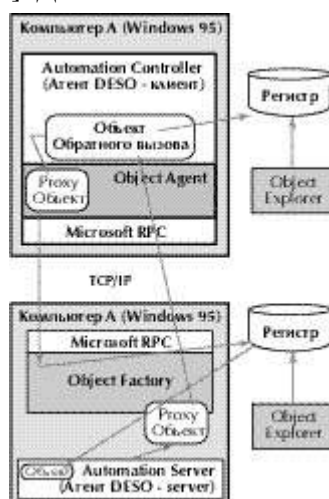 Компьютер А (Windows 95)
Automation Controller
(Агент DESO - клиент)
Объект
Обратного вызова
Регистр
Proxy
Объект
Object Agent
Object
Explorer
Microsoft RPC
TCP/IP
Компьютер А (Windows 95)
Microsoft RPC
Регистр
Object Factory
Proxy
Объект
Object
Explorer
Объект
Automation Server
(Агент DESO - server)